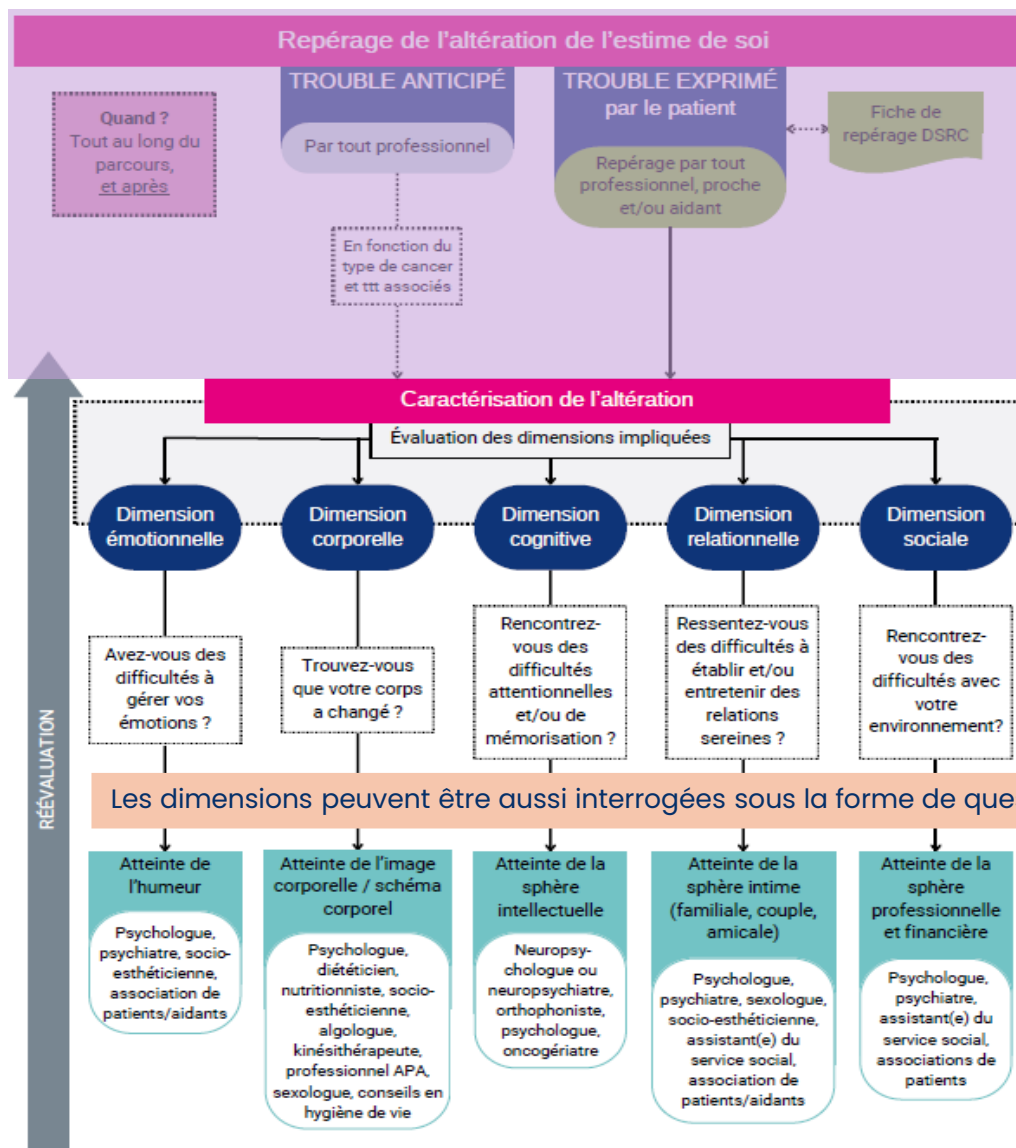 Repérage de l'altération de l'estime de soi
TROUBLE ANTICIPÉ
Par tout professionnel
TROUBLE EXPRIMÉ
par le patient
Repérage par tout
professionnel, proche
et/ou aidant
Fiche de
repérage DSRC
Quand ?
Tout au long du
parcours,
et après
En fonction du
type de cancer
et ttt associés
Caractérisation de l'altération
Évaluation des dimensions impliquées
Dimension
émotionnelle
Dimension
corporelle
Dimension
cognitive
Dimension
relationnelle
Dimension
sociale
Avez-vous des
difficultés à
gérer vos
émotions ?
Trouvez-vous
que votre corps
a changé ?
Rencontrez-
vous des
difficultés
attentionnelles
et/ou de
mémorisation ?
Ressentez-vous
des difficultés à
établir et/ou
entretenir des
relations
sereines ?
Rencontrez-
vous des
difficultés avec
votre
environnement?
RÉÉVALUATION
Les dimensions peuvent être aussi interrogées sous la forme de que
Atteinte de
l'humeur
Psychologue,
psychiatre, socio-
esthéticienne,
association de
patients/aidants
Atteinte de l'image
corporelle / schéma
corporel
Psychologue,
diététicien,
nutritionniste, socio-
esthéticienne,
algologue,
kinésithérapeute,
professionnel APA,
sexologue, conseils en
hygiène de vie
Atteinte de la
sphère
intellectuelle
Neuropsy-
chologue ou
neuropsychiatre,
orthophoniste,
psychologue,
oncogériatre
Atteinte de la
sphère intime
(familiale, couple,
amicale)
Psychologue,
psychiatre, sexologue,
socio-esthéticienne,
assistant(e) du
service social,
association de
patients/aidants
Atteinte de la
sphère
professionnelle
et financière
Psychologue,
psychiatre,
assistant(e) du
service social,
associations de
patients